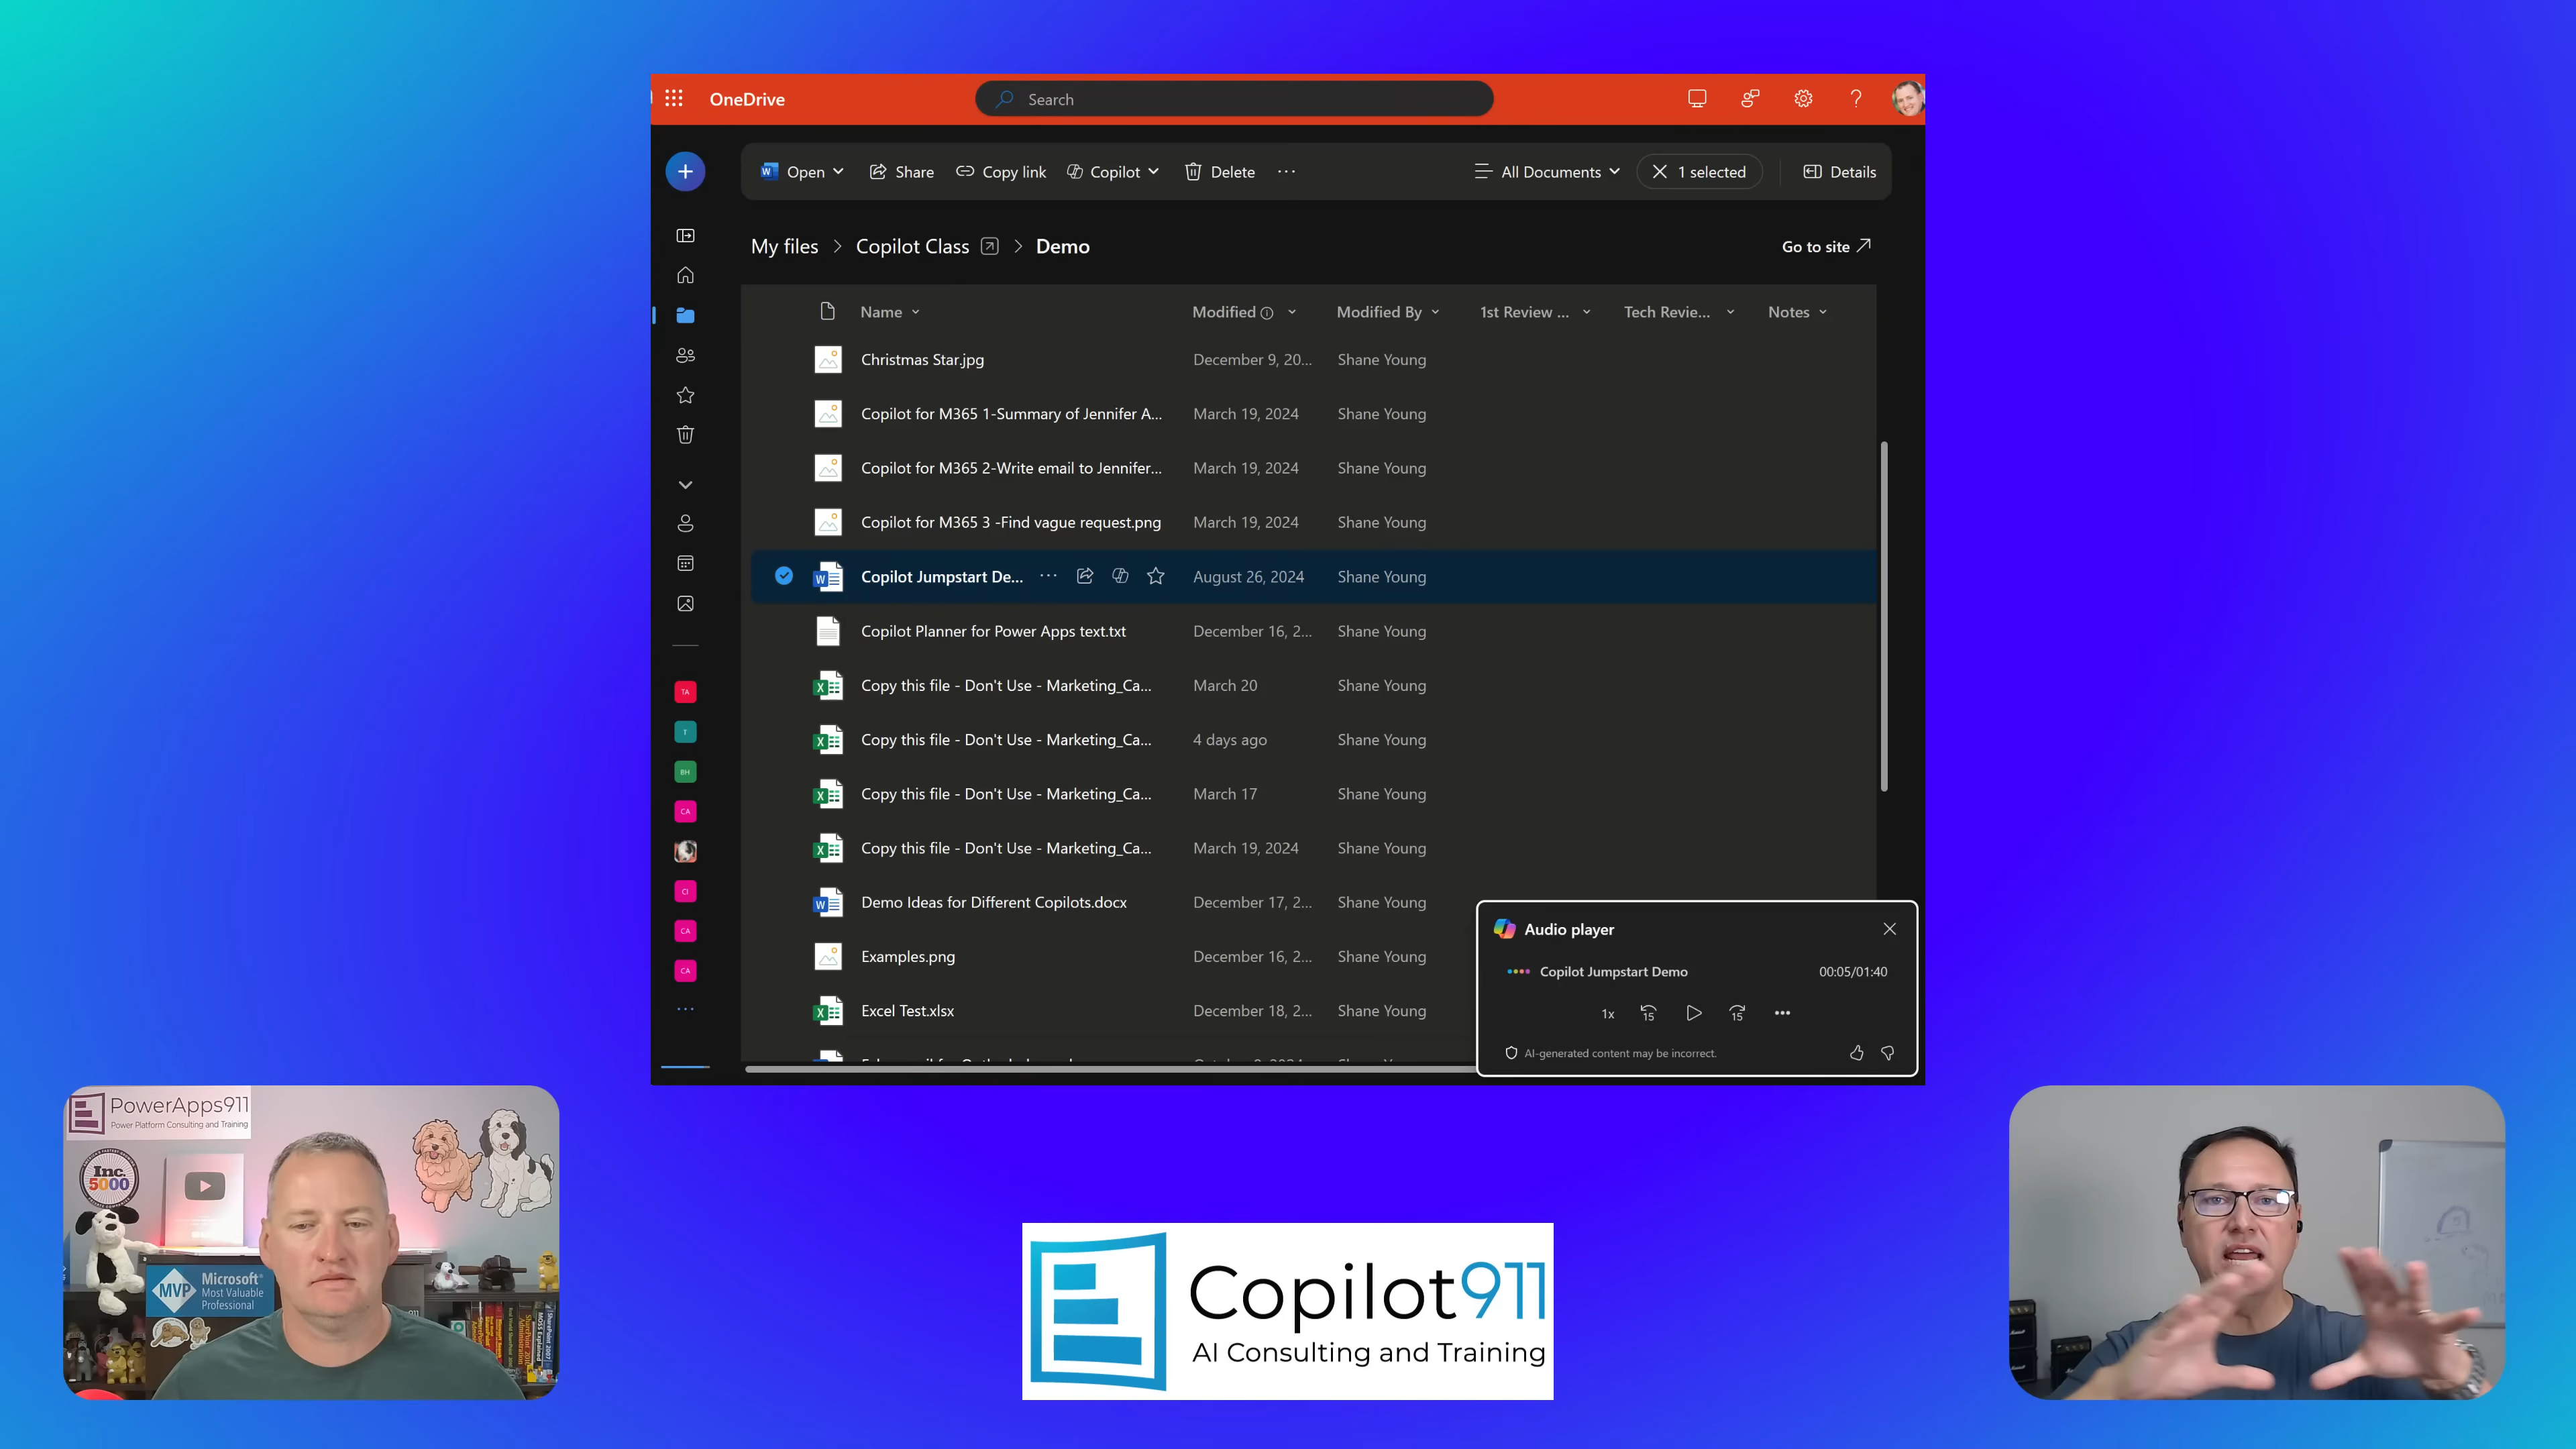 OneDrive
Search
Open
Share
Copy link
Copilot
Delete
All Documents
1 selected
Details
My files > Copilot Class > Demo
Go to site
Name
Modified
Modified By
1st Review ...
Tech Revie...
Notes
Christmas Star.jpg December 9, 20... Shane Young
Copilot for M365 1-Summary of Jennifer A... March 19, 2024 Shane Young
Copilot for M365 2-Write email to Jennifer... March 19, 2024 Shane Young
Copilot for M365 3 -Find vague request.png March 19, 2024 Shane Young
Copilot Jumpstart De... August 26, 2024 Shane Young
Copilot Planner for Power Apps text.txt December 16, 2... Shane Young
Copy this file - Don't Use - Marketing_Ca... March 20 Shane Young
Copy this file - Don't Use - Marketing_Ca... 4 days ago Shane Young
Copy this file - Don't Use - Marketing_Ca... March 17 Shane Young
Copy this file - Don't Use - Marketing_Ca... March 19, 2024 Shane Young
Demo Ideas for Different Copilots.docx December 17, 2... Shane Young
Examples.png December 16, 2... Shane Young
Excel Test.xlsx December 18, 2... Shane Young
TA
T
BH
CA
CI
CA
CA
Audio player
Copilot Jumpstart Demo 00:05/01:40
1x
15
15
AI-generated content may be incorrect.
PowerApps911
Power Platform Consulting and Training
Inc.
5000
MVP
Microsoft®
Most Valuable
Professional
Copilot911
AI Consulting and Training